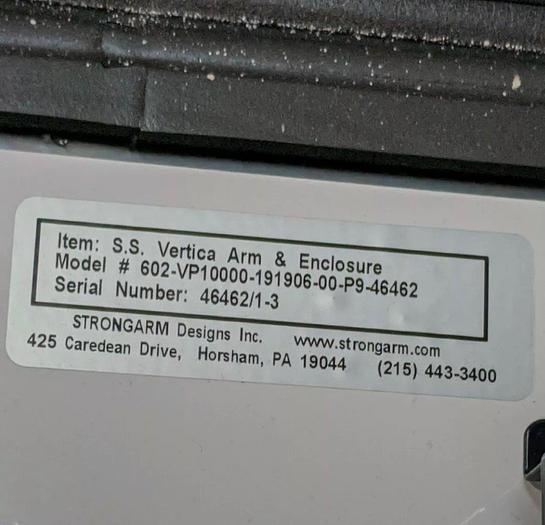 Item: S.S. Vertica Arm & Enclosure
Model # 602-VP10000-191906-00-P9-46462
Serial Number: 46462/1-3
STRONGARM Designs Inc. www.strongarm.com
425 Caredean Drive, Horsham, PA 19044 (215) 443-3400